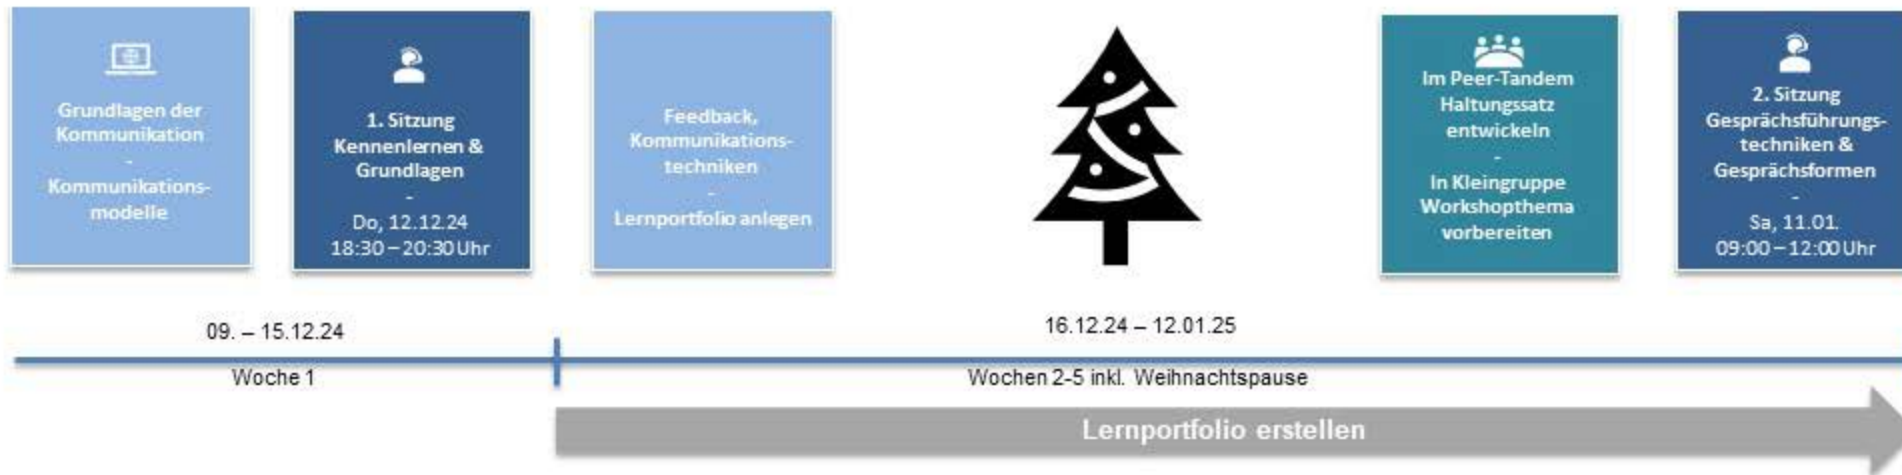 Grundlagen der
Kommunikation
-
Kommunikations-
modelle
1. Sitzung
Kennenlernen &
Grundlagen
-
Do, 12.12.24
18:30 – 20:30 Uhr
Feedback,
Kommunikations-
techniken
-
Lernportfolio anlegen
Im Peer-Tandem
Haltungssatz
entwickeln
-
In Kleingruppe
Workshopthema
vorbereiten
2. Sitzung
Gesprächsführungs-
techniken &
Gesprächsformen
-
Sa, 11.01.
09:00 – 12:00 Uhr
09. – 15.12.24
16.12.24 – 12.01.25
Woche 1
Wochen 2-5 inkl. Weihnachtspause
Lernportfolio erstellen